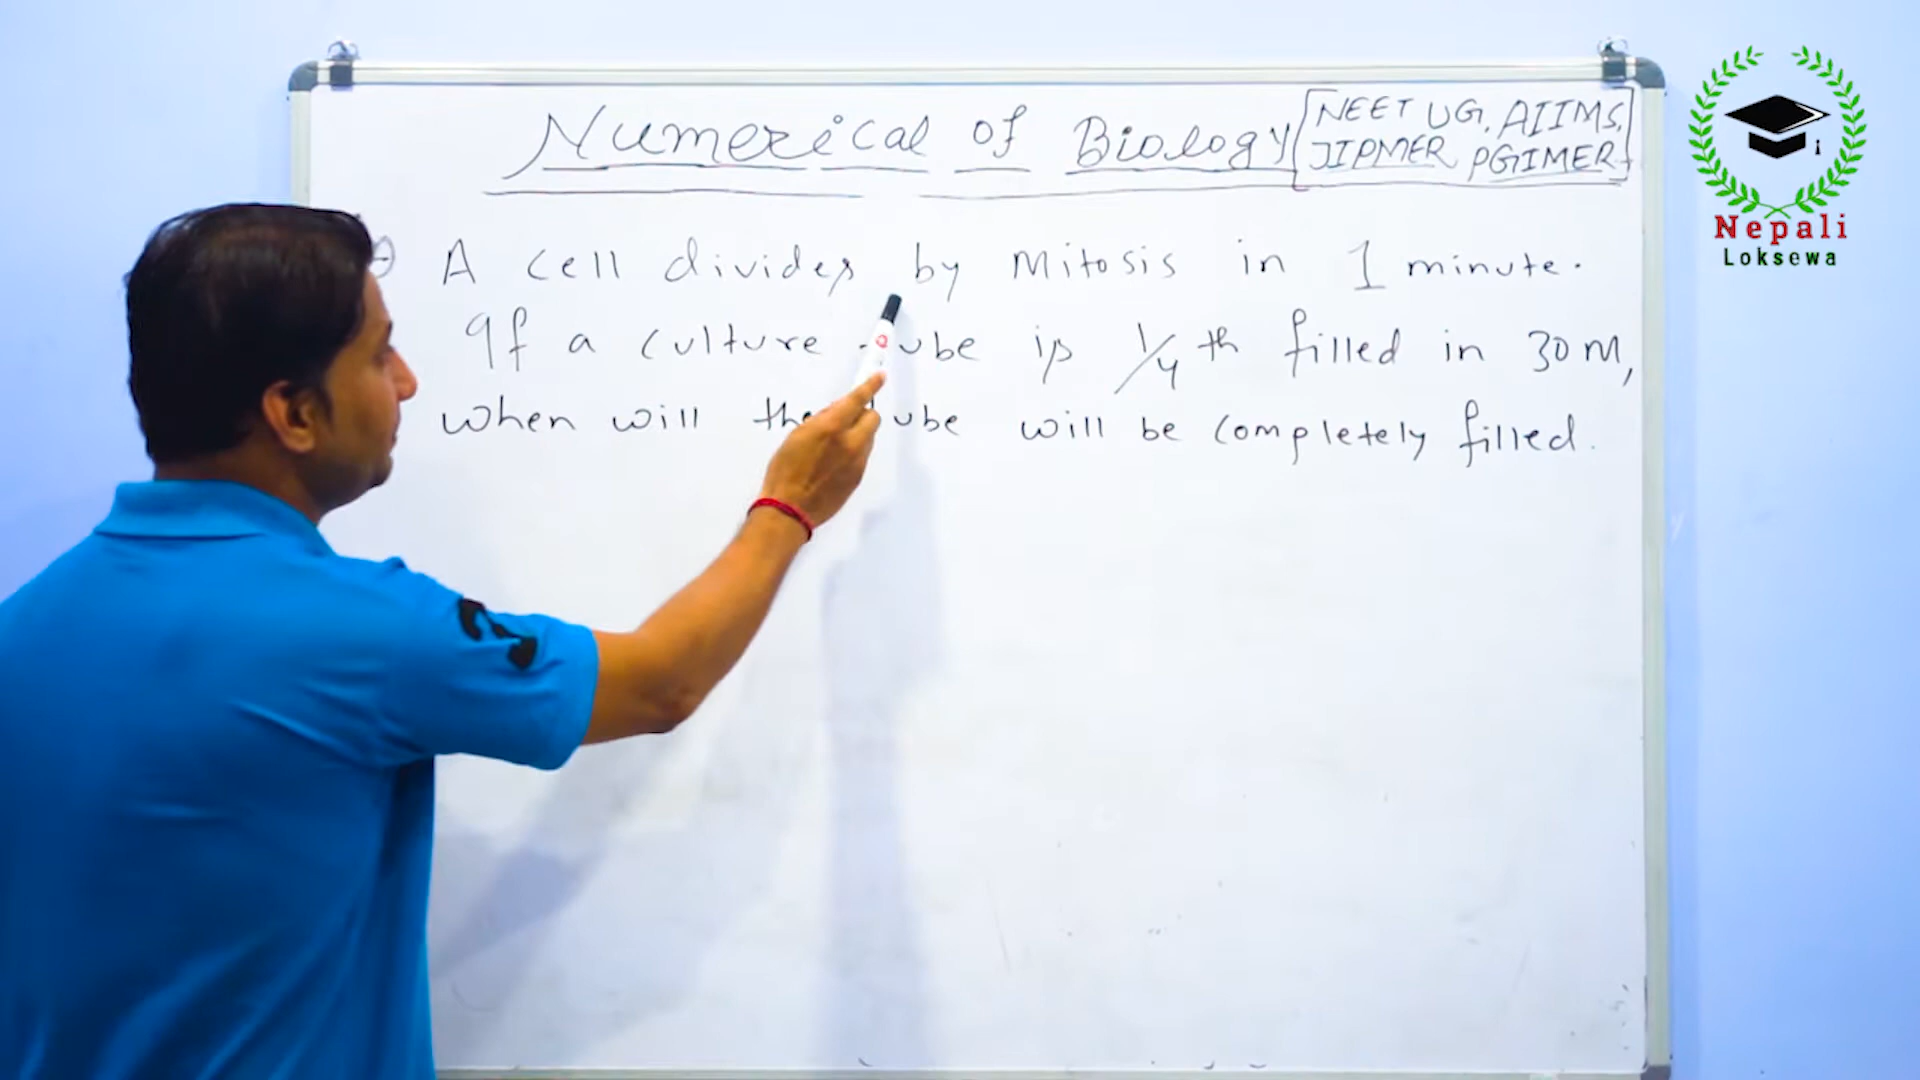 Numerical of Biology [NEET UG, AIIMS,
JIPMER PGIMER]
A cell divides by Mitosis in 1 minute.
If a culture tube is 1/4 th filled in 30 M,
when will the tube will be completely filled.
Nepali
Loksewa